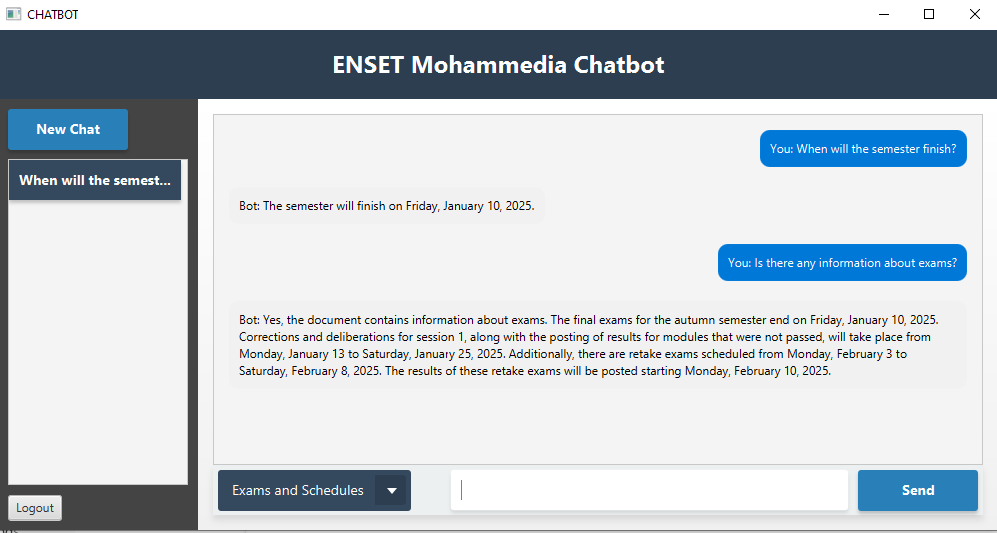 CHATBOT
ENSET Mohammedia Chatbot
New Chat
When will the semest...
You: When will the semester finish?
Bot: The semester will finish on Friday, January 10, 2025.
You: Is there any information about exams?
Bot: Yes, the document contains information about exams. The final exams for the autumn semester end on Friday, January 10, 2025.
Corrections and deliberations for session 1, along with the posting of results for modules that were not passed, will take place from
Monday, January 13 to Saturday, January 25, 2025. Additionally, there are retake exams scheduled from Monday, February 3 to
Saturday, February 8, 2025. The results of these retake exams will be posted starting Monday, February 10, 2025.
Exams and Schedules
Send
Logout